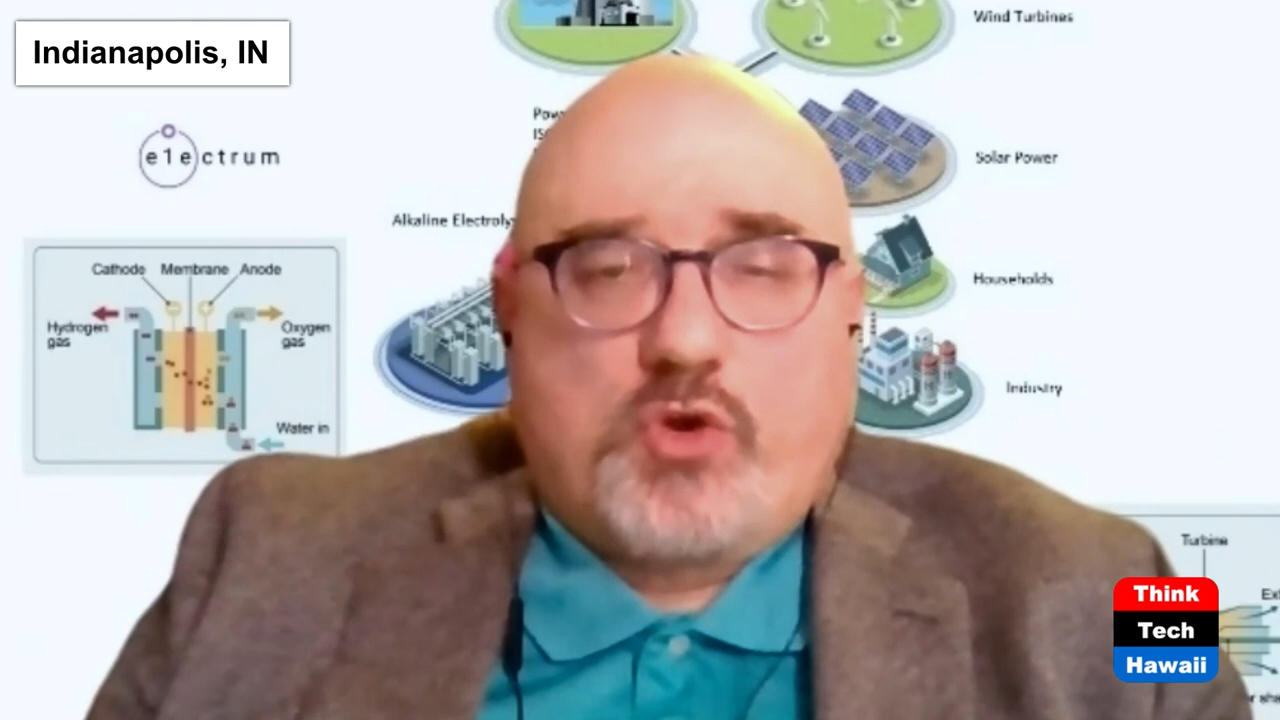 Indianapolis, IN
Wind Turbines
e1ectrum
Solar Power
Alkaline
Cathode Membrane Anode
Hydrogen gas
Oxygen gas
Water in
Households
Industry
Turbine
Think
Tech
Hawaii